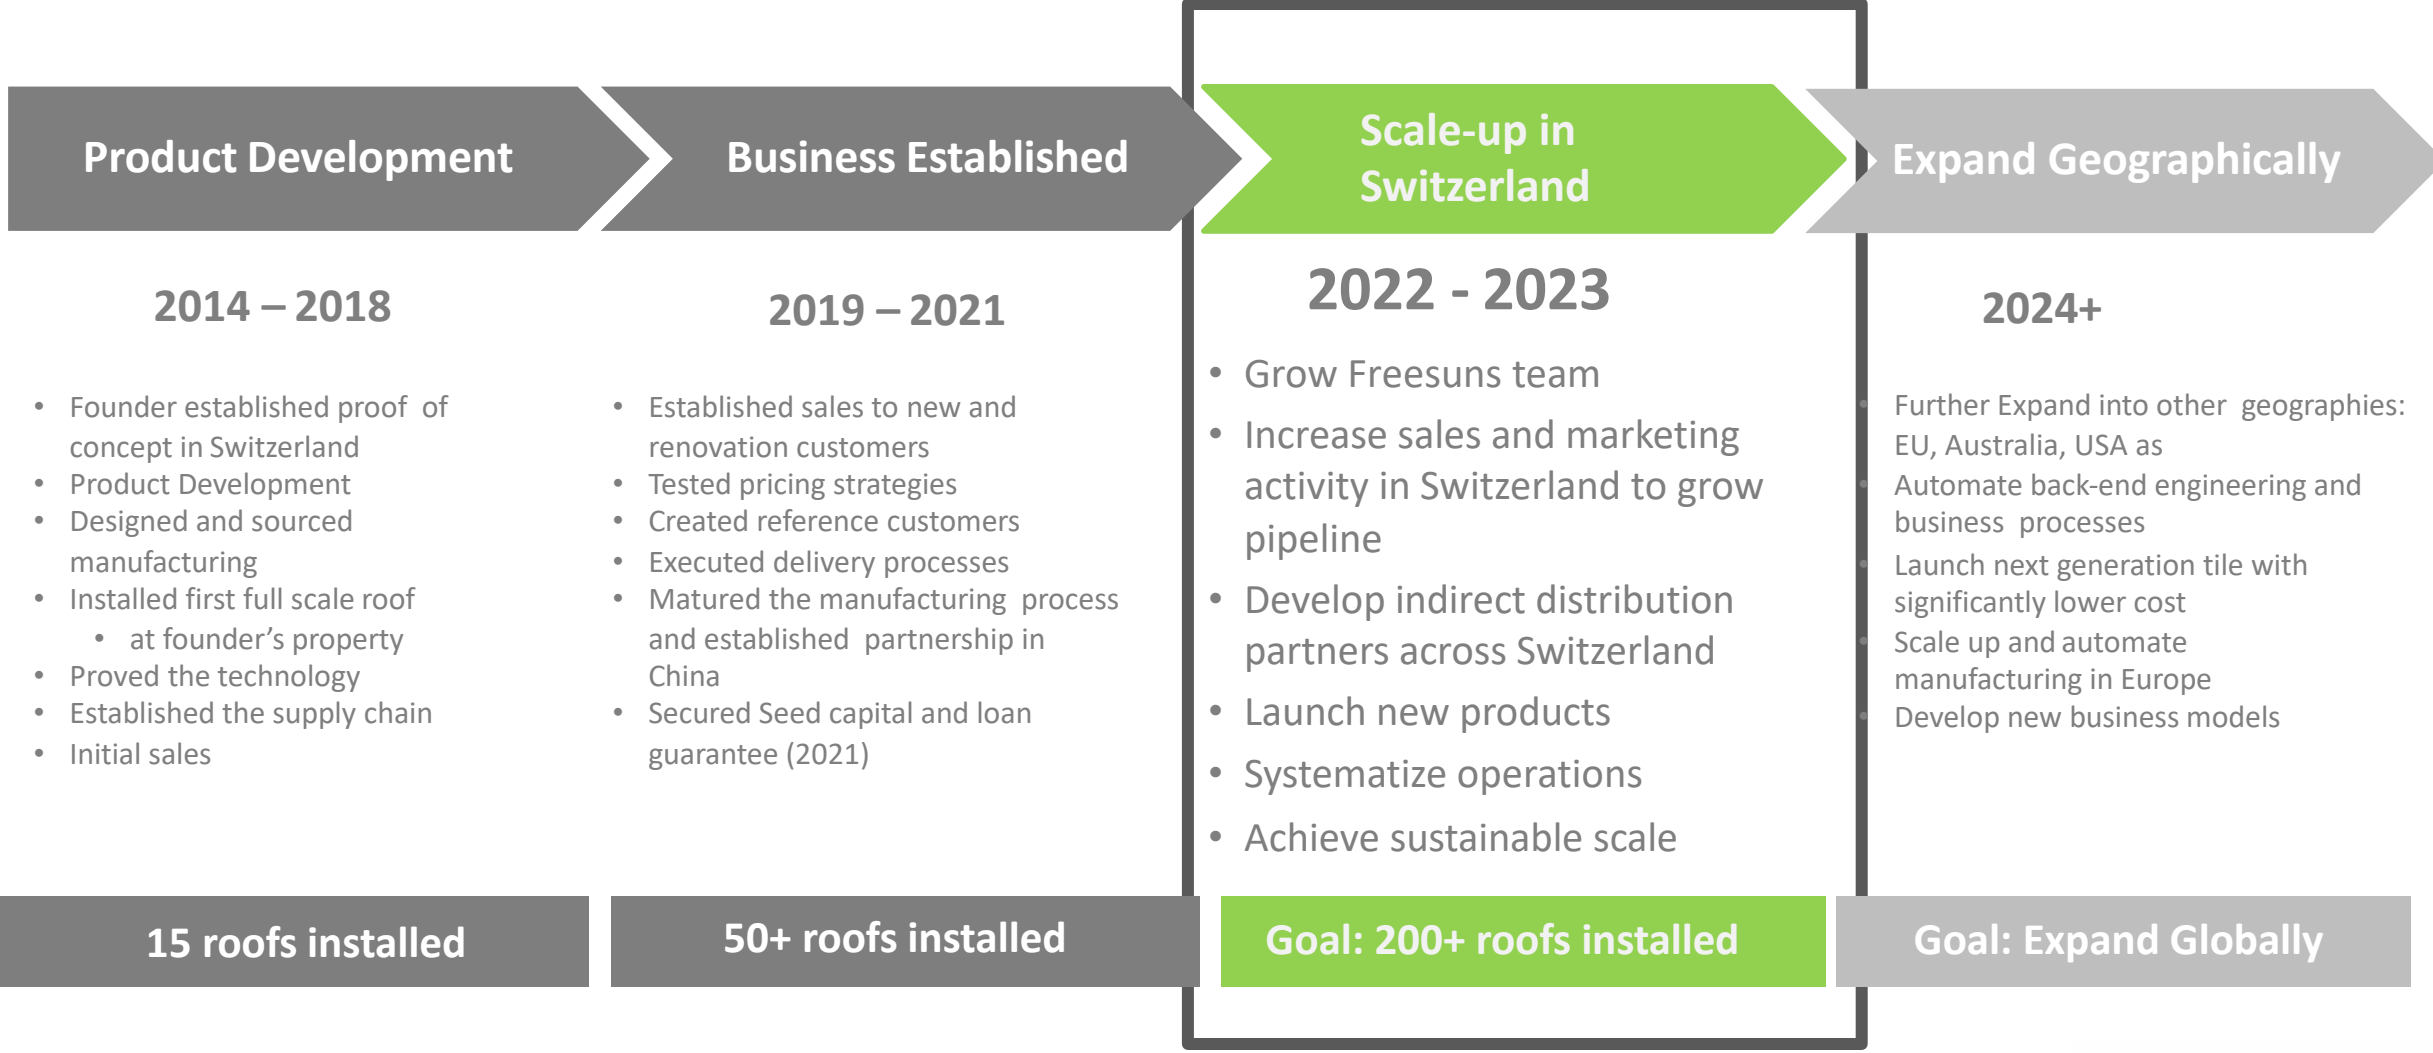 Product Development
2014 – 2018
• Founder established proof of
concept in Switzerland
• Product Development
• Designed and sourced
manufacturing
• Installed first full scale roof
• at founder’s property
• Proved the technology
• Established the supply chain
• Initial sales
15 roofs installed
Business Established
2019 – 2021
• Established sales to new and
renovation customers
• Tested pricing strategies
• Created reference customers
• Executed delivery processes
• Matured the manufacturing process
and established partnership in
China
• Secured Seed capital and loan
guarantee (2021)
50+ roofs installed
Scale-up in
Switzerland
2022 - 2023
• Grow Freesuns team
• Increase sales and marketing
activity in Switzerland to grow
pipeline
• Develop indirect distribution
partners across Switzerland
• Launch new products
• Systematize operations
• Achieve sustainable scale
Goal: 200+ roofs installed
Expand Geographically
2024+
• Further Expand into other geographies:
EU, Australia, USA as
• Automate back-end engineering and
business processes
• Launch next generation tile with
significantly lower cost
• Scale up and automate
manufacturing in Europe
• Develop new business models
Goal: Expand Globally